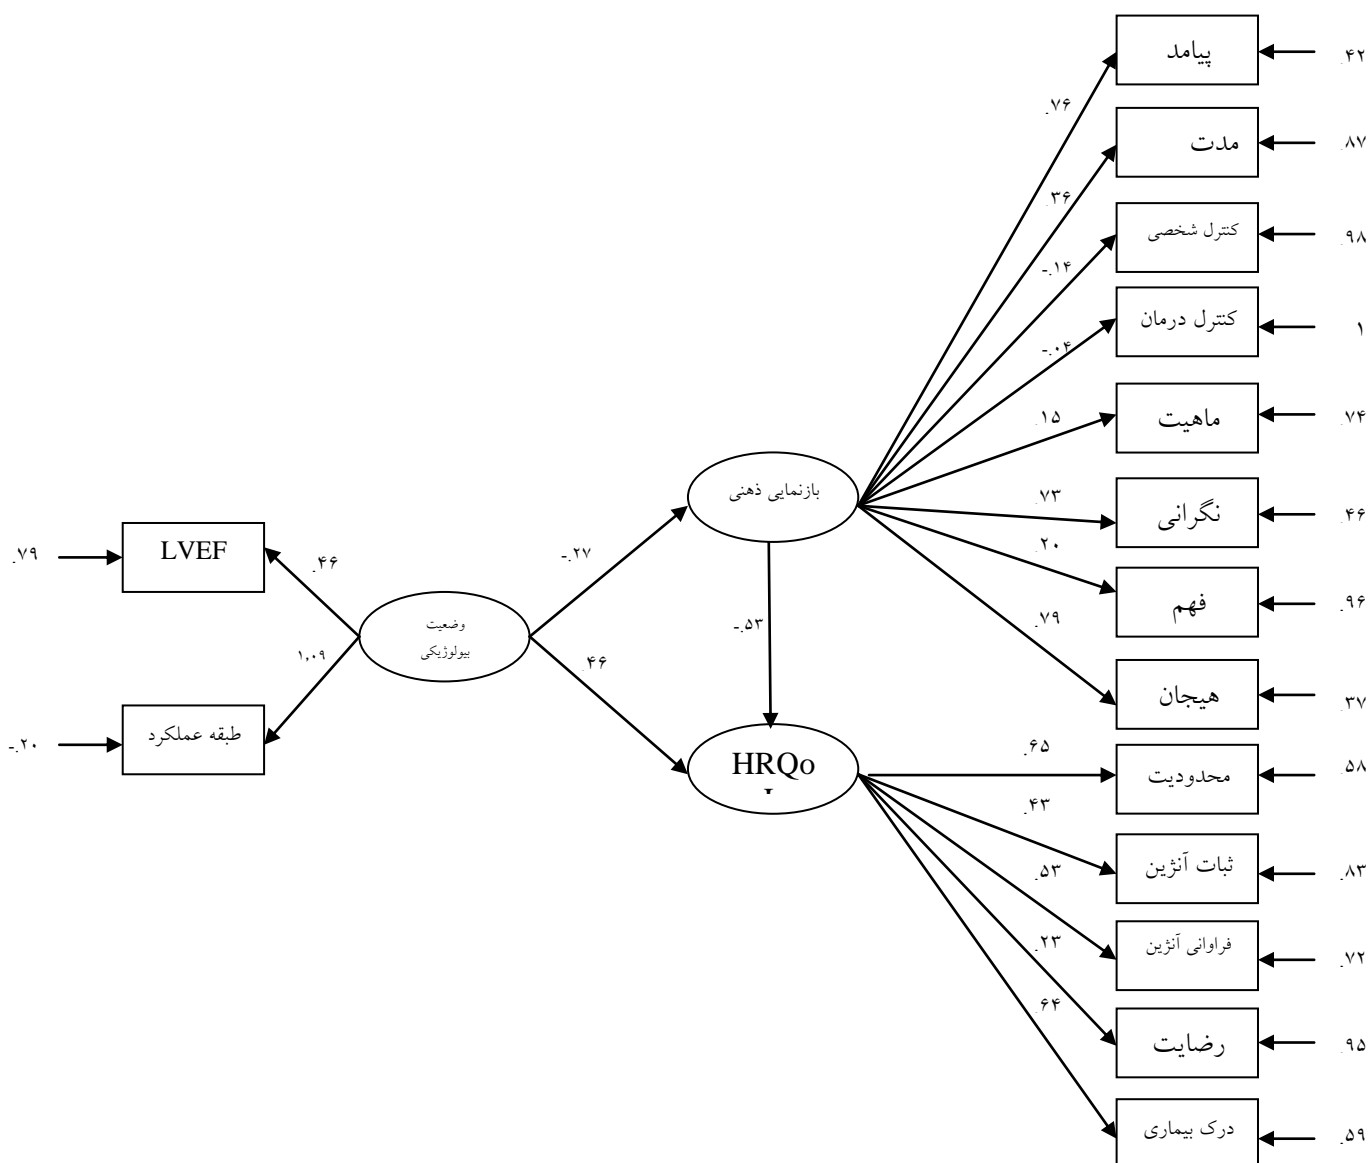 پیامد
.۴۲
.۷۶
مدت
.۸۷
.۳۶
کنترل شخصی
.۹۸
-.۱۴
کنترل درمان
۱
-.۰۴
ماهیت
.۷۴
.۱۵
بازنمایی ذهنی
نگرانی
.۴۶
.۷۳
فهم
.۹۶
.۲۰
هیجان
.۳۷
.۷۹
LVEF
.۷۹
.۴۶
-.۲۷
وضعیت
بیولوژیکی
-.۵۳
۱.۰۹
.۴۶
طبقه عملکرد
-.۲۰
HRQo
محدودیت
.۵۸
.۶۵
ثبات آنژین
.۸۳
.۴۳
فراوانی آنژین
.۷۲
.۵۳
رضایت
.۹۵
.۲۳
درک بیماری
.۵۹
.۶۴